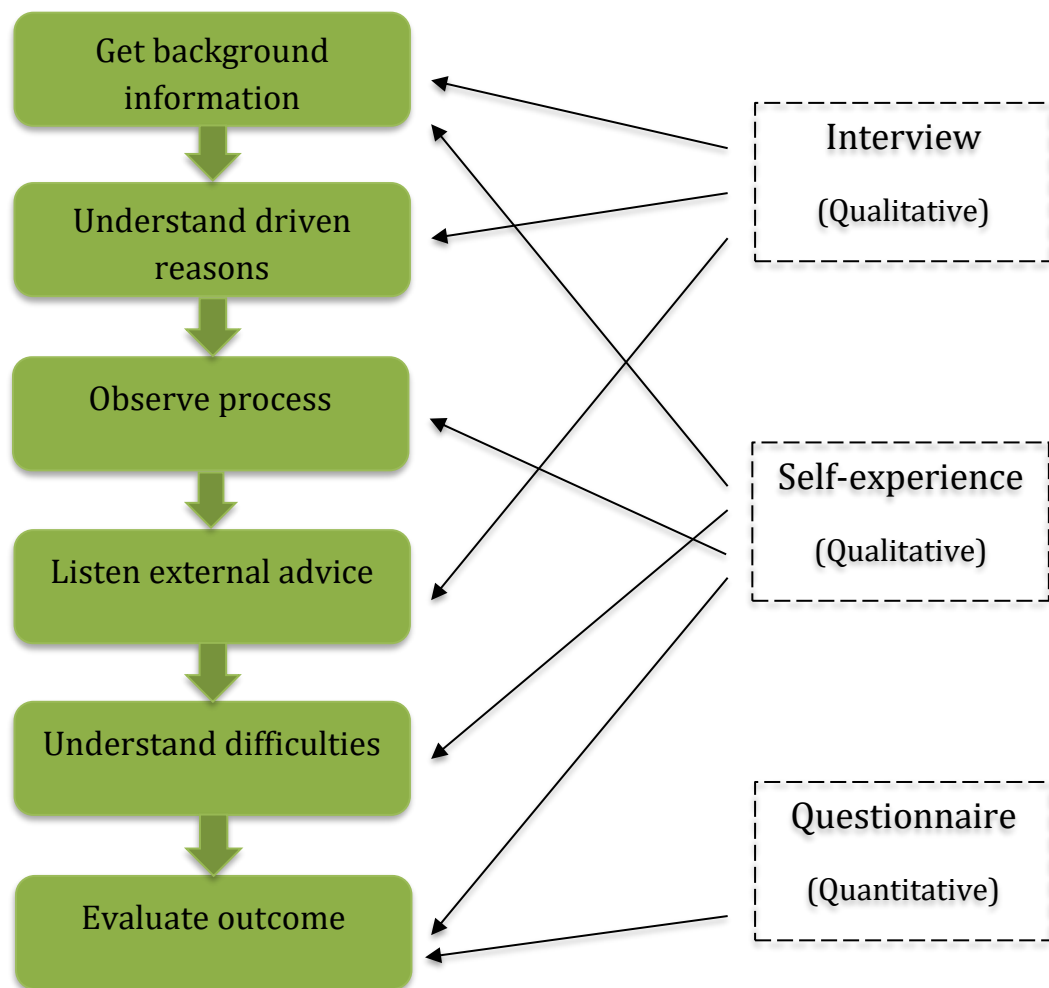 Get background
information
Understand driven
reasons
Observe process
Listen external advice
Understand difficulties
Evaluate outcome
Interview
(Qualitative)
Self-experience
(Qualitative)
Questionnaire
(Quantitative)